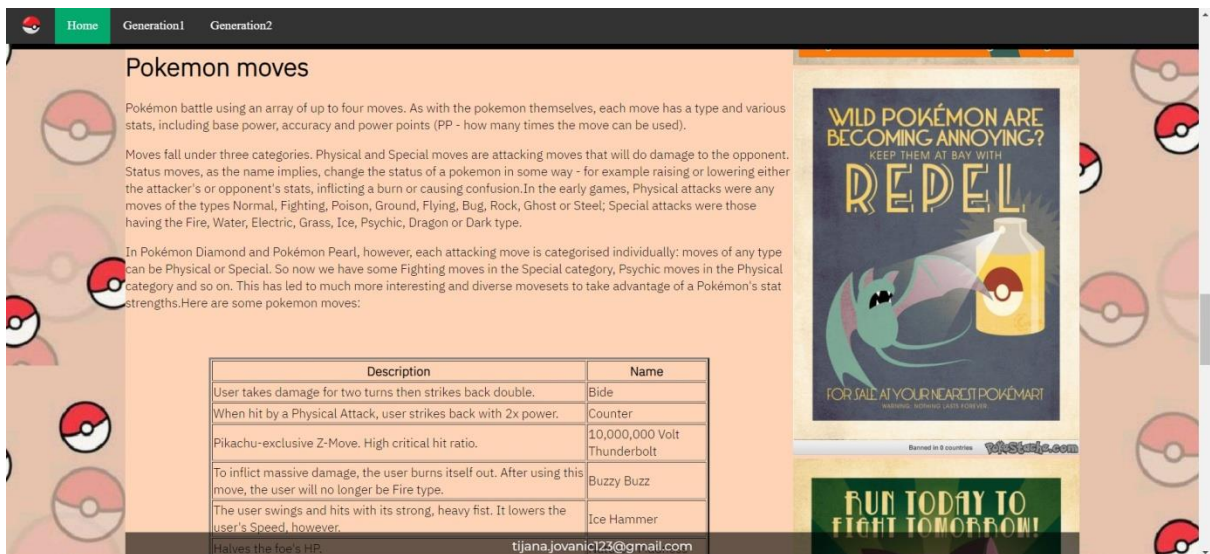 Home Generation1 Generation2
Pokemon moves
Pokémon battle using an array of up to four moves. As with the pokemon themselves, each move has a type and various
stats, including base power, accuracy and power points (PP - how many times the move can be used).
Moves fall under three categories. Physical and Special moves are attacking moves that will do damage to the opponent.
Status moves, as the name implies, change the status of a pokemon in some way - for example raising or lowering either
the attacker's or opponent's stats, inflicting a burn or causing confusion.In the early games, Physical attacks were any
moves of the types Normal, Fighting, Poison, Ground, Flying, Bug, Rock, Ghost or Steel; Special attacks were those
having the Fire, Water, Electric, Grass, Ice, Psychic, Dragon or Dark type.
In Pokémon Diamond and Pokémon Pearl, however, each attacking move is categorised individually: moves of any type
can be Physical or Special. So now we have some Fighting moves in the Special category, Psychic moves in the Physical
category and so on. This has led to much more interesting and diverse movesets to take advantage of a Pokémon's stat
strengths.Here are some pokemon moves:
Description Name
User takes damage for two turns then strikes back double. Bide
When hit by a Physical Attack, user strikes back with 2x power. Counter
Pikachu-exclusive Z-Move. High critical hit ratio. 10,000,000 Volt
Thunderbolt
To inflict massive damage, the user burns itself out. After using this
move, the user will no longer be Fire type. Buzzy Buzz
The user swings and hits with its strong, heavy fist. It lowers the
user's Speed, however. Ice Hammer
Halves the foe's HP.
tijana.jovanic123@gmail.com
WILD POKÉMON ARE
BECOMING ANNOYING?
KEEP THEM AT BAY WITH
REPEL
FOR SALE AT YOUR NEAREST POKÉMART
WARNING: NOTHING LASTS FOREVER.
Banned in 8 countries PokéStuchs.com
RUN TODAY TO
FIGHT TOMORROW!